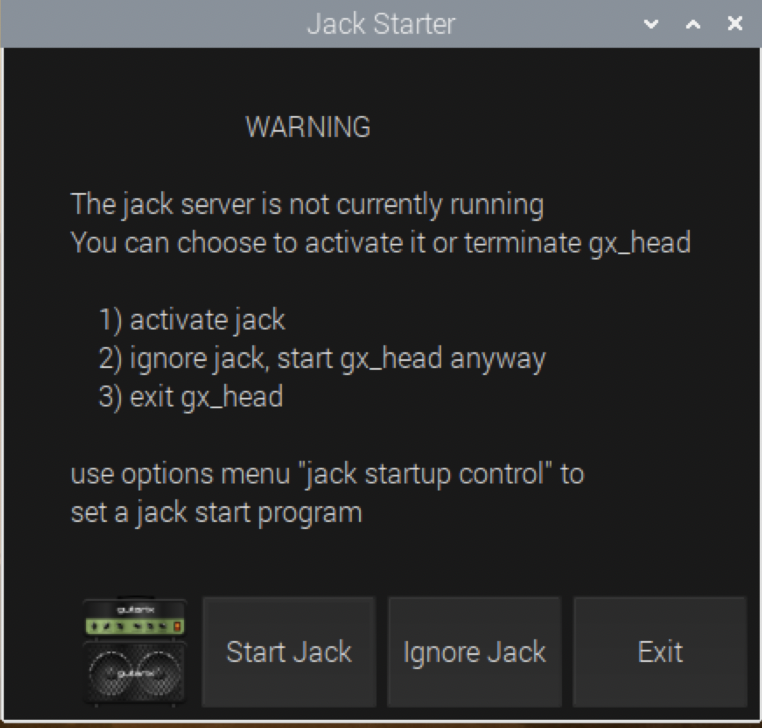 Jack Starter
WARNING
The jack server is not currently running
You can choose to activate it or terminate gx_head
1) activate jack
2) ignore jack, start gx_head anyway
3) exit gx_head
use options menu "jack startup control" to
set a jack start program
guitarix
guitarix
Start Jack
Ignore Jack
Exit